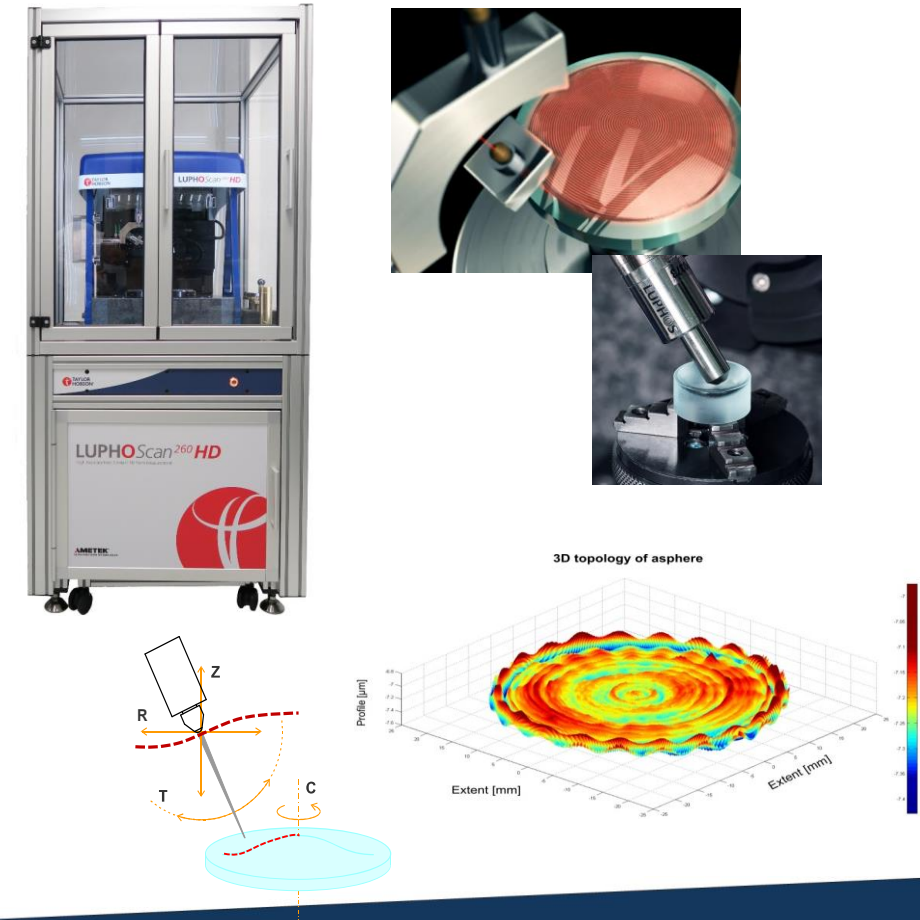 TAYLOR
HOBSON
LUPHOScan 260 HD
TAYLOR
HOBSON
LUPHOScan 260 HD
AMETEK
LUPHOS
3D topology of asphere
Profile [µm]
Extent [mm]
Extent [mm]
Z
R
T
C